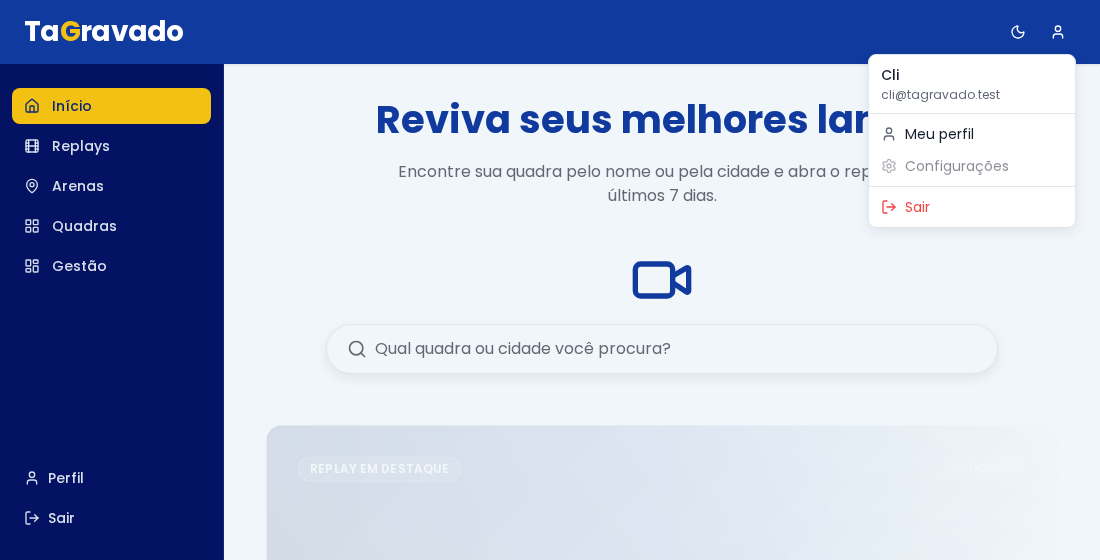 TaGravado
Cli
cli@tagravado.test
Meu perfil
Configurações
Sair
Início
Replays
Arenas
Quadras
Gestão
Perfil
Sair
Reviva seus melhores
Encontre sua quadra pelo nome ou pela cidade e abra o
últimos 7 dias.
Qual quadra ou cidade você procura?
REPLAY EM DESTAQUE